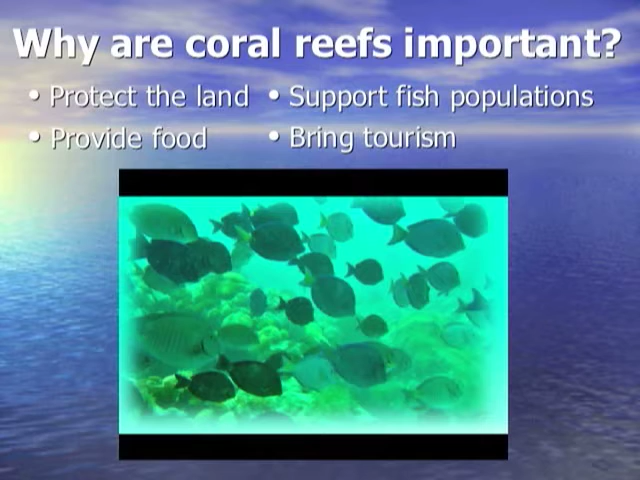 Why are coral reefs important?
• Protect the land
• Provide food
• Support fish populations
• Bring tourism